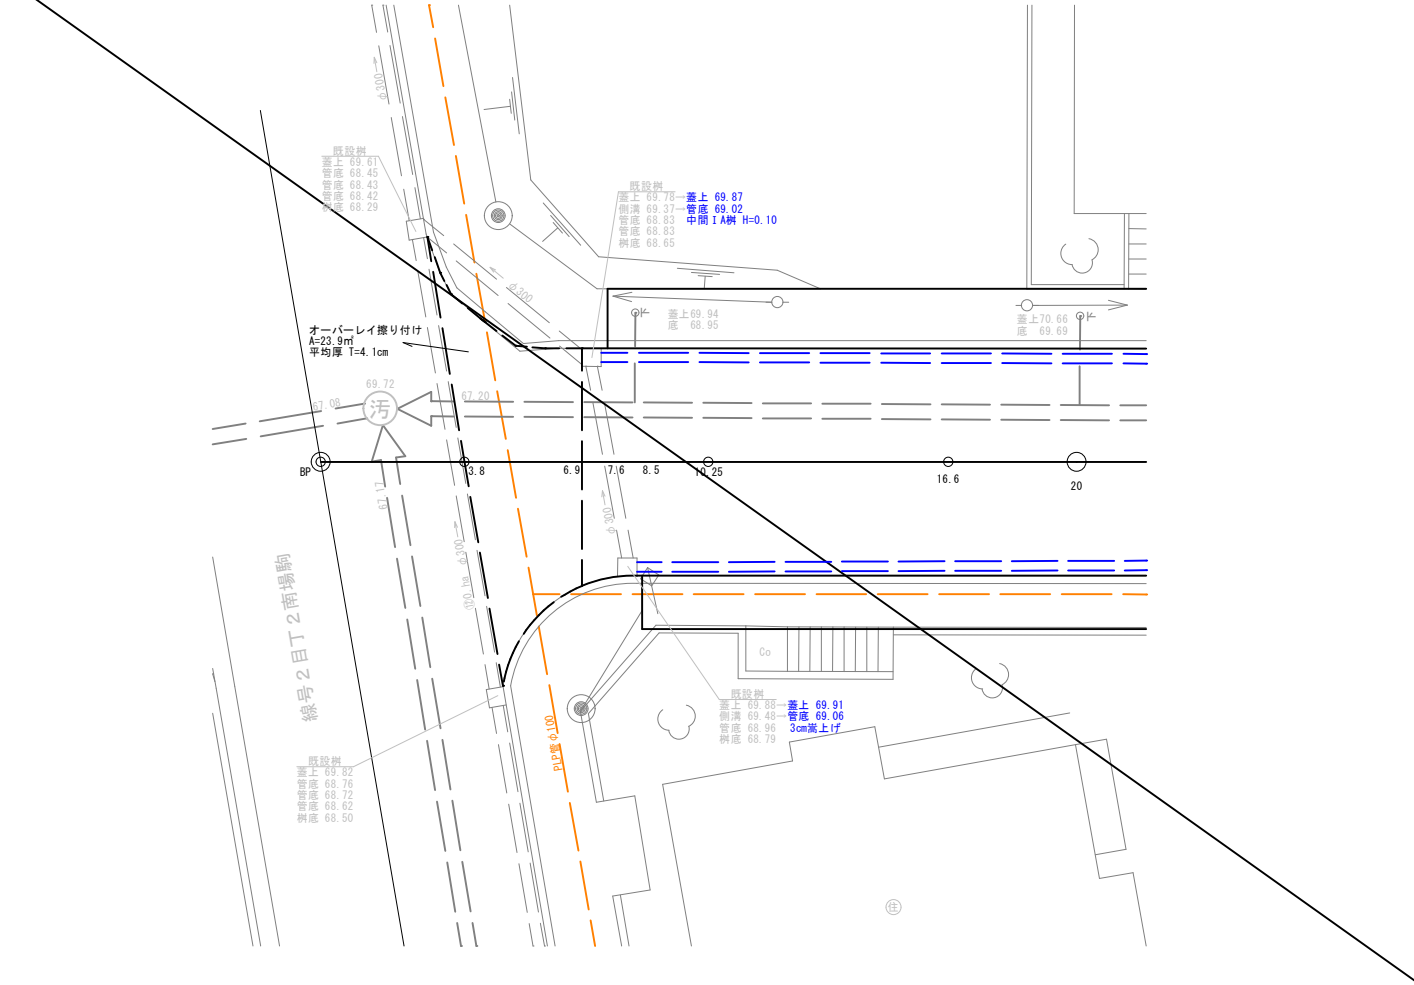 φ300
既設桝
蓋上 69.61
管底 68.45
管底 68.43
管底 68.42
桝底 68.29
既設桝
蓋上 69.78→蓋上 69.87
側溝 69.37→管底 69.02
管底 68.83 中間ⅠA桝 H=0.10
管底 68.83
桝底 68.65
φ300
蓋上69.94
底 68.95
蓋上70.66
底 69.69
オーバーレイ擦り付け
A=23.9㎡
平均厚 T=4.1cm
69.72
汚
67.08
67.20
BP
3.8
6.9
7.6
8.5
10.25
16.6
20
67.17
φ300
φ300
駒場南2丁目2号線
Co
既設桝
蓋上 69.88→蓋上 69.91
側溝 69.48→管底 69.06
管底 68.96 3cm嵩上げ
桝底 68.79
PLP管φ100
既設桝
蓋上 69.82
管底 68.76
管底 68.72
管底 68.62
桝底 68.50
住